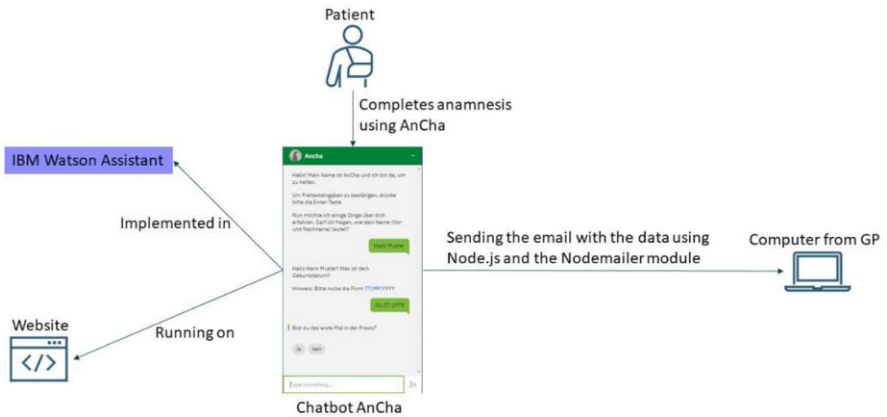 Patient
Completes anamnesis
using AnCha
IBM Watson Assistant
Implemented in
Website
Running on
Ancha
Hallo! Mein Name ist AnCha und ich bin da, um
zu helfen.
Um Freitexteingaben zu bestätigen, drücke
bitte die Enter-Taste
Nun möchte ich einige Dinge über dich
erfahren. Darf ich fragen, wie dein Name (Vor-
und Nachname) lautet?
Hans Muster
Hallo Hans Muster! Was ist dein
Geburtsdatum?
Hinweis: Bitte nutze die Form TT.MM.YYYY
01.07.1979
Bist du das erste Mal in der Praxis?
Ja
Nein
Type something...
Chatbot AnCha
Sending the email with the data using
Node.js and the Nodemailer module
Computer from GP